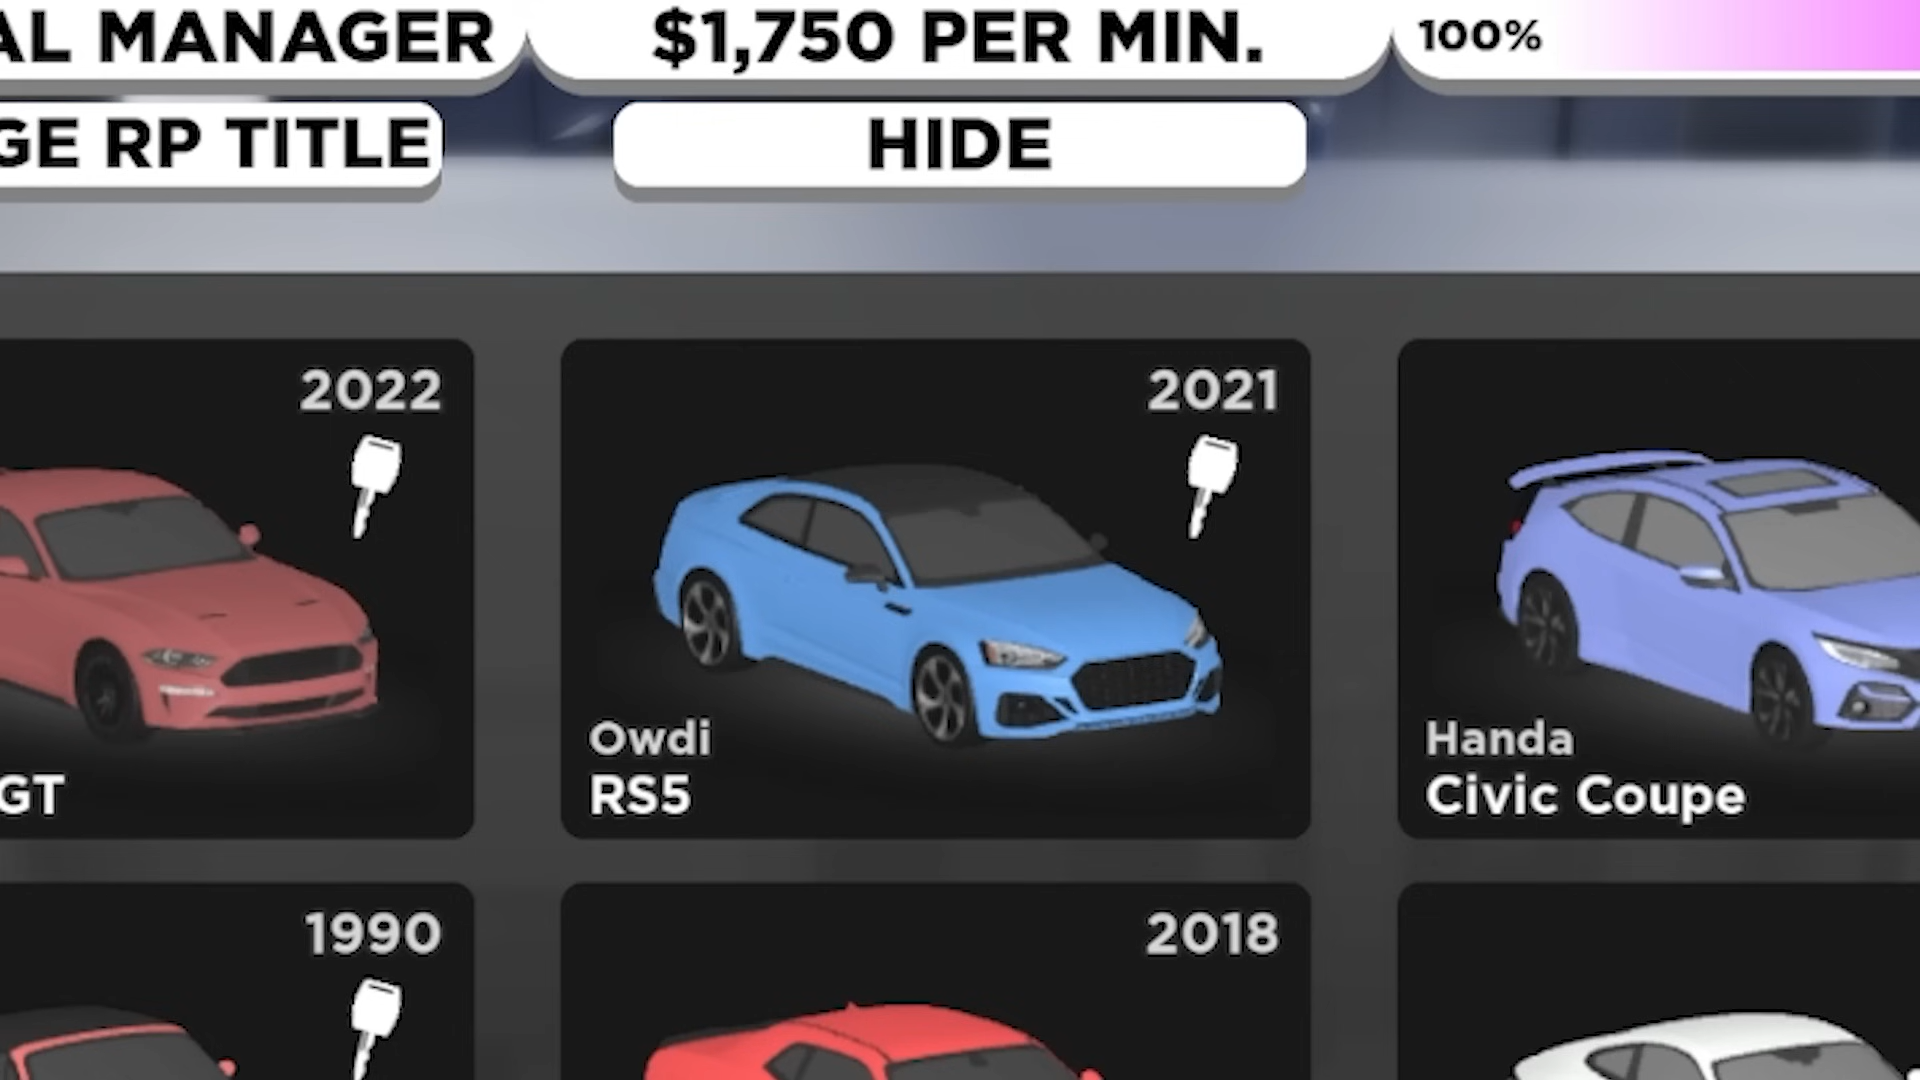 AL MANAGER
$1,750 PER MIN.
100%
GE RP TITLE
HIDE
2022
GT
2021
Owdi
RS5
Handa
Civic Coupe
1990
2018